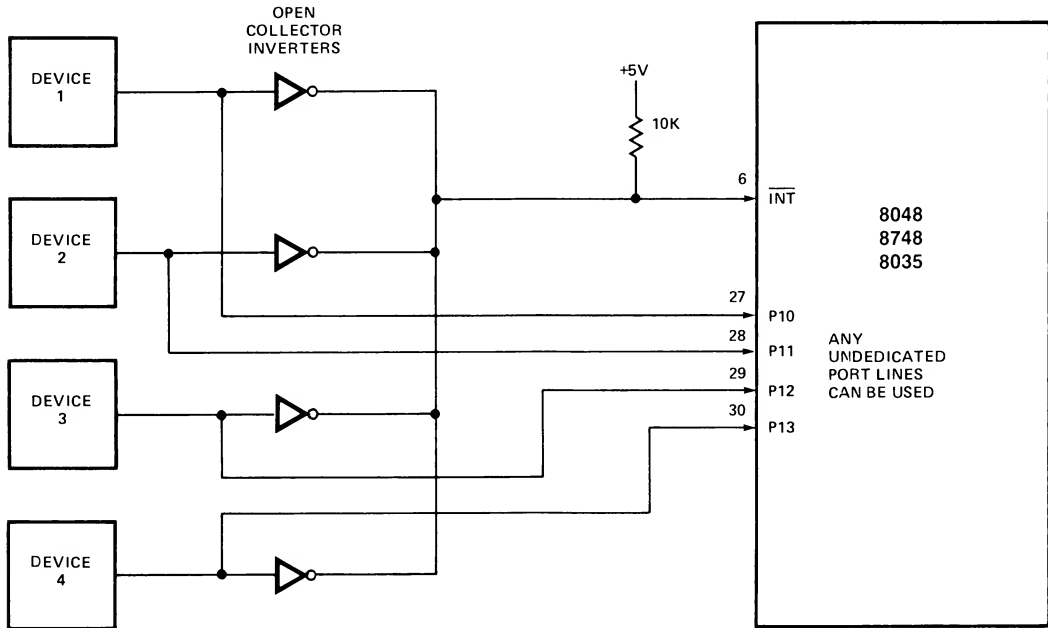 OPEN
COLLECTOR
INVERTERS
DEVICE
1
DEVICE
2
DEVICE
3
DEVICE
4
+5V
10K
6
INT
27
P10
28
P11
29
P12
30
P13
8048
8748
8035
ANY
UNDEDICATED
PORT LINES
CAN BE USED